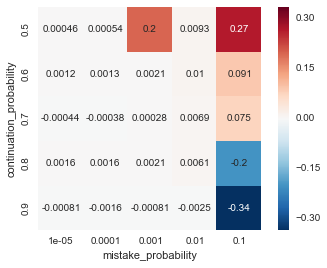 0.5 0.00046 0.00054 0.2 0.0093 0.27
0.6 0.0012 0.0013 0.0021 0.01 0.091
0.7 -0.00044 -0.00038 0.00028 0.0069 0.075
0.8 0.0016 0.0016 0.0021 0.0061 -0.2
0.9 -0.00081 -0.0016 -0.00081 -0.0025 -0.34
1e-05 0.0001 0.001 0.01 0.1
mistake_probability
continuation_probability
0.30
0.15
0.00
-0.15
-0.30